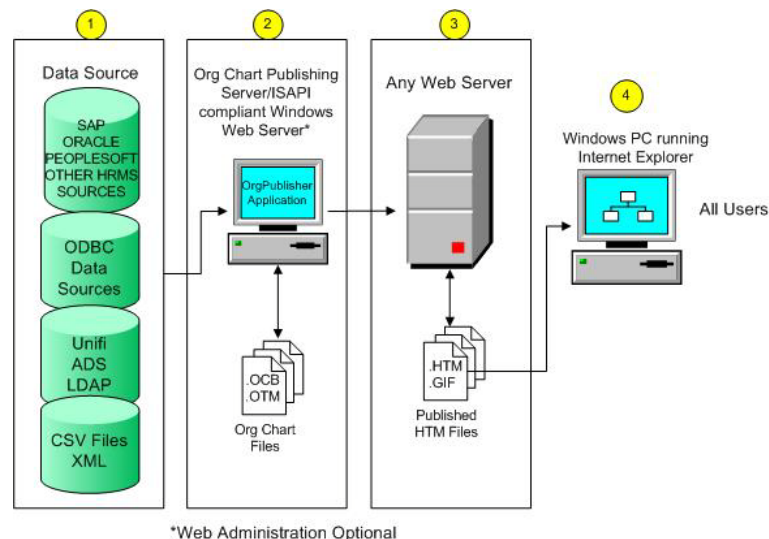 1
Data Source
SAP
ORACLE
PEOPLESOFT
OTHER HRMS
SOURCES
ODBC
Data
Sources
Unifi
ADS
LDAP
CSV Files
XML
2
Org Chart Publishing
Server/ISAPI
compliant Windows
Web Server*
OrgPublisher
Application
.OCB
.OTM
Org Chart
Files
3
Any Web Server
.HTM
.GIF
Published
HTM Files
4
Windows PC running
Internet Explorer
All Users
*Web Administration Optional